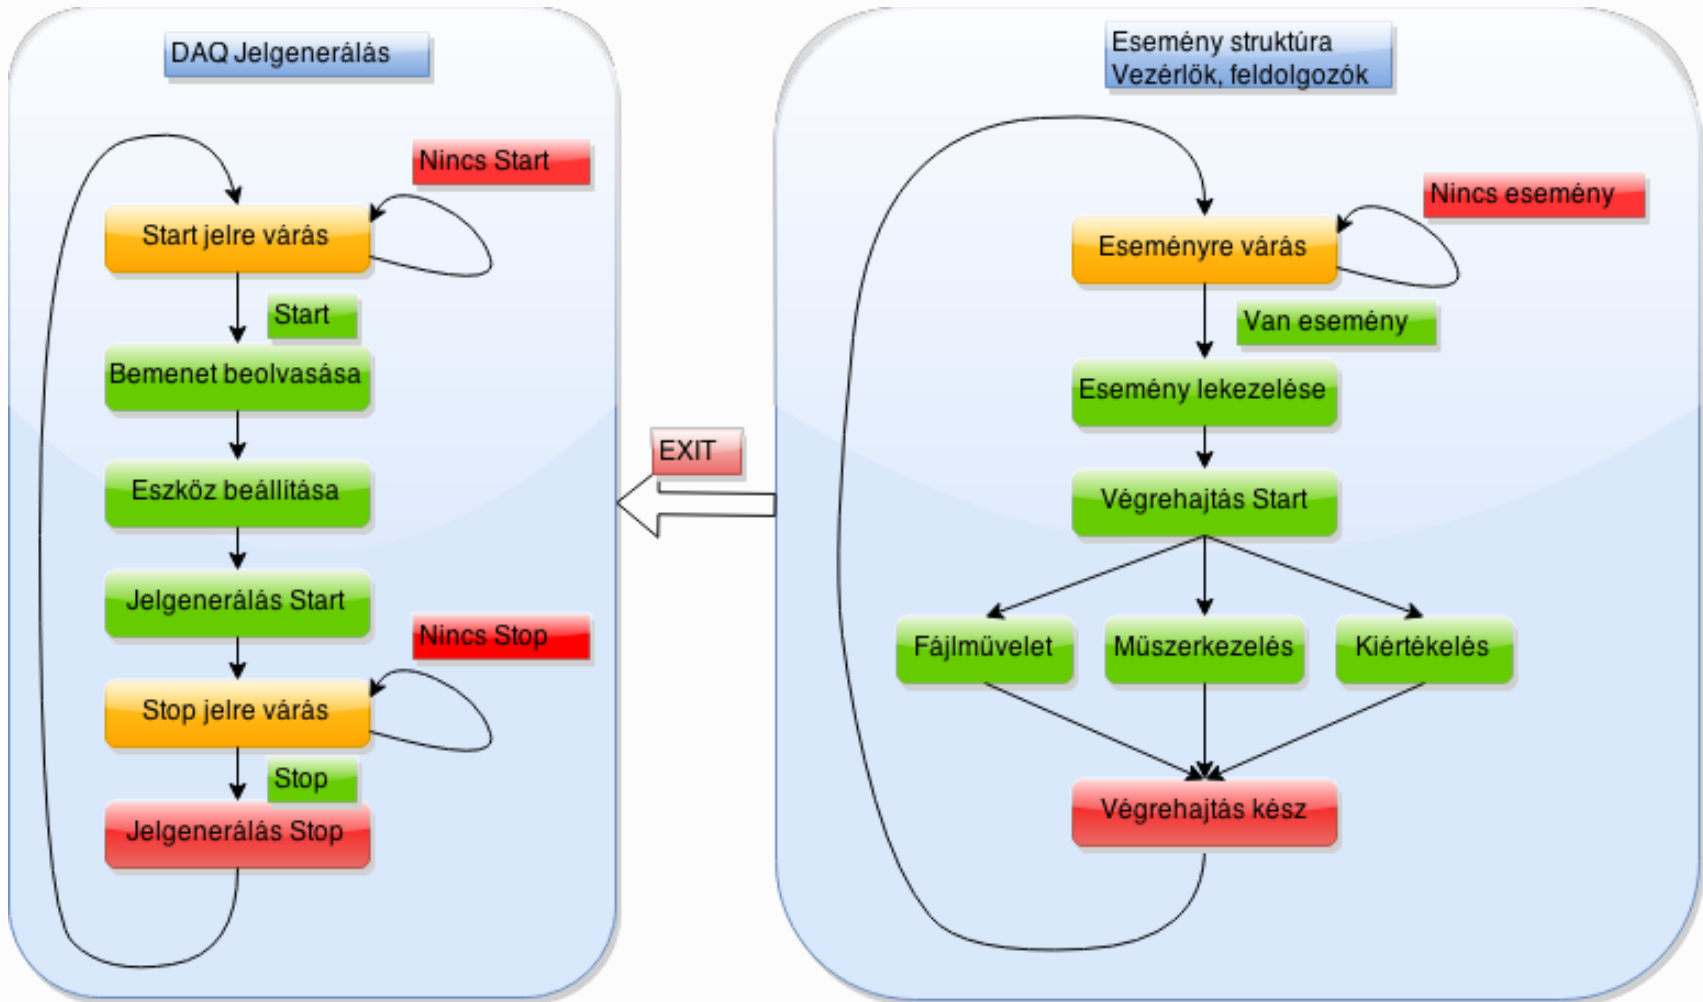 DAQ Jelgenerálás
Nincs Start
Start jelre várás
Start
Bemenet beolvasása
Eszköz beállítása
Jelgenerálás Start
Nincs Stop
Stop jelre várás
Stop
Jelgenerálás Stop
EXIT
Esemény struktúra
Vezérlők, feldolgozók
Nincs esemény
Eseményre várás
Van esemény
Esemény lekezelése
Végrehajtás Start
Fájlművelet
Műszerkezelés
Kiértékelés
Végrehajtás kész